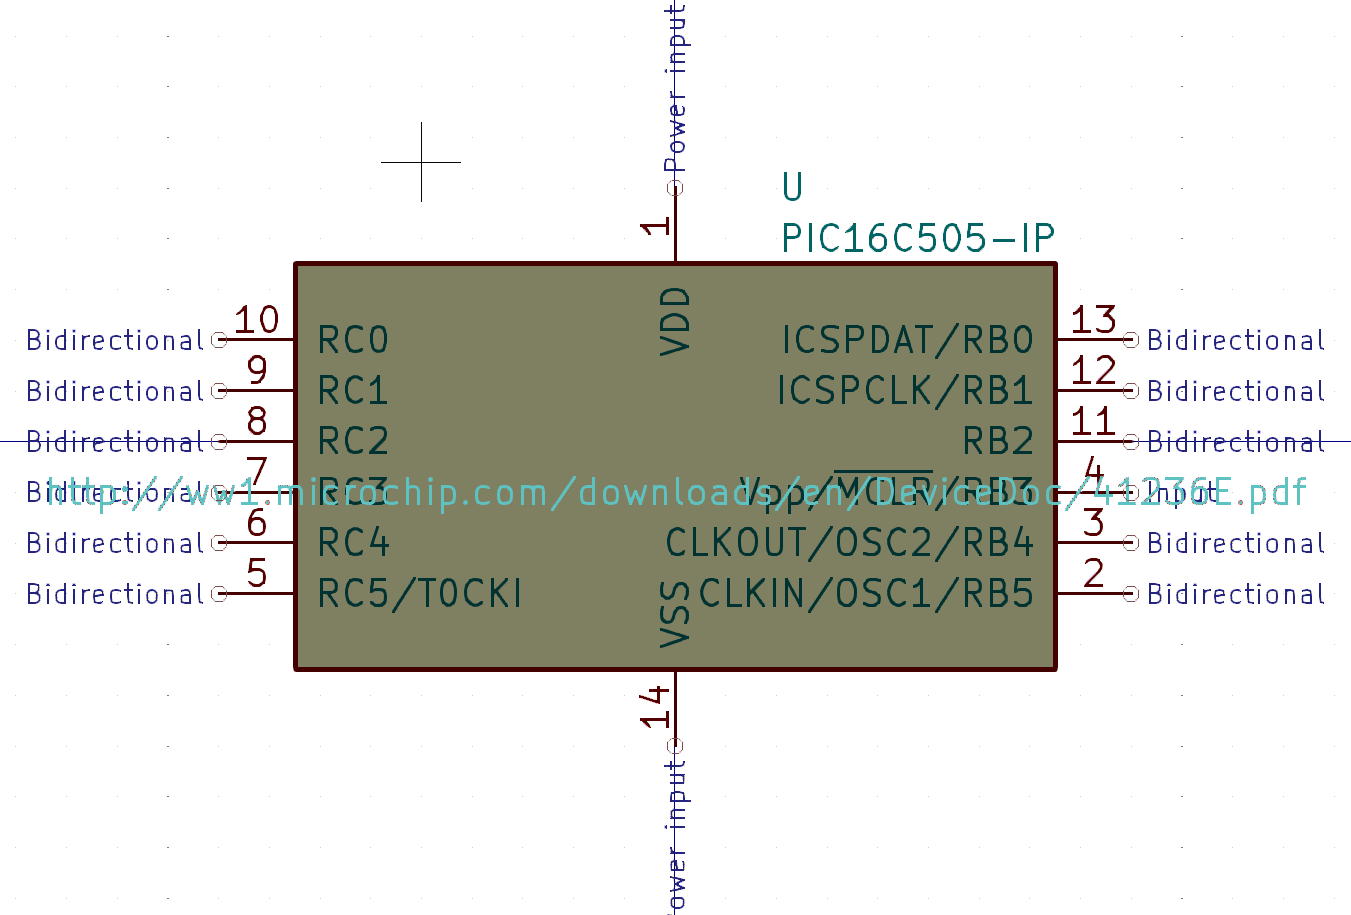 Power input
U
1
PIC16C505-IP
VDD
Bidirectional 10 RC0 ICSPDAT/RB0 13 Bidirectional
Bidirectional 9 RC1 ICSPCLK/RB1 12 Bidirectional
Bidirectional 8 RC2 RB2 11 Bidirectional
Bidirectional 7 RC3 Vpp/MCLR/RB3 4 Input
http://ww1.microchip.com/downloads/en/DeviceDoc/41236E.pdf
Bidirectional 6 RC4 CLKOUT/OSC2/RB4 3 Bidirectional
Bidirectional 5 RC5/T0CKI CLKIN/OSC1/RB5 2 Bidirectional
VSS
14
Power input